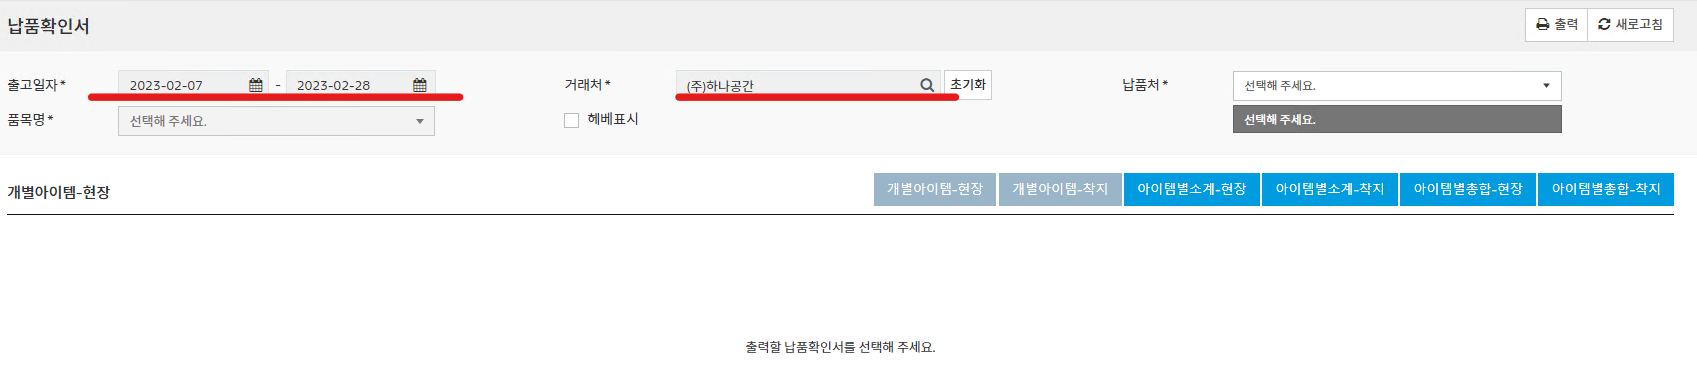 납품확인서
출력 새로고침
출고일자* 2023-02-07 - 2023-02-28 거래처* (주)하나공간 초기화 납품처* 선택해 주세요.
품목명* 선택해 주세요. 헤베표시 선택해 주세요.
개별아이템-현장 개별아이템-현장 개별아이템-착지 아이템별소계-현장 아이템별소계-착지 아이템별총합-현장 아이템별총합-착지
출력할 납품확인서를 선택해 주세요.